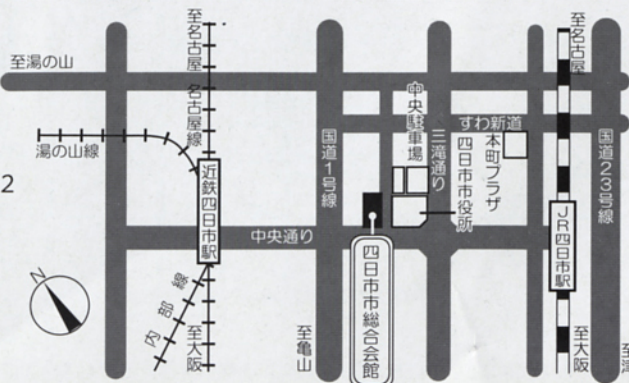 至名古屋
至湯の山
名古屋線
湯の山線
近鉄四日市駅
2
国道1号線
中央駐車場
三滝通り
すわ新道
本町プラザ
四日市市役所
至名古屋
国道23号線
中央通り
JR四日市駅
四日市市総合会館
N
内部線
至大阪
至亀山
至大阪